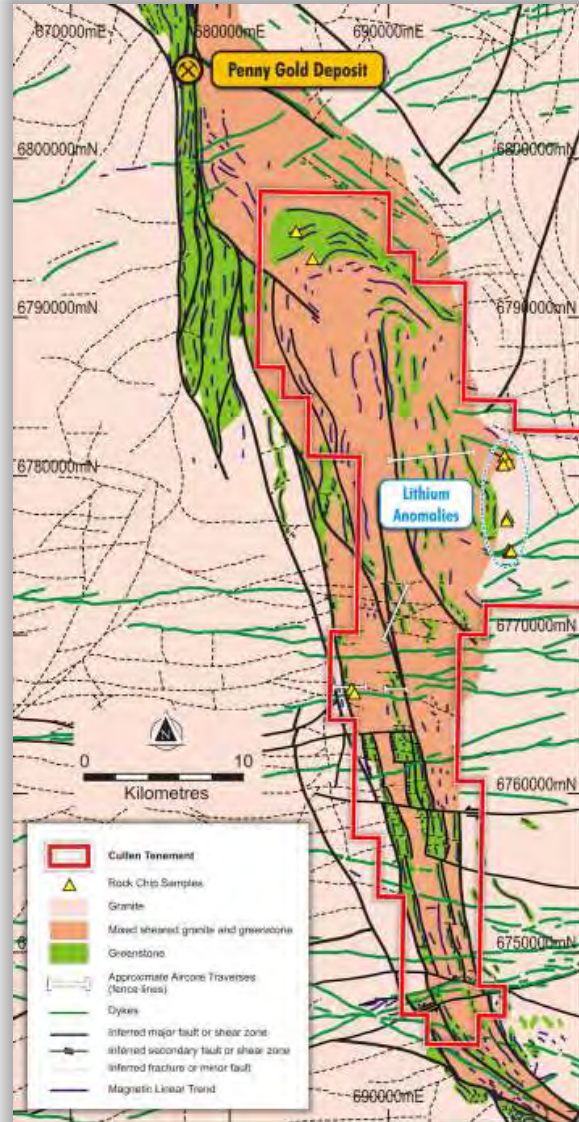 670000mE
680000mE
690000mE
Penny Gold Deposit
6800000mN
6800000mN
6790000mN
6790000mN
6780000mN
Lithium
Anomalies
6770000mN
N
0
10
Kilometres
6760000mN
Cullen Tenement
Rock Chip Samples
Granite
Mixed sheared granite and greenstone
Greenstone
Approximate Aircore Traverses
(fence lines)
Dykes
Inferred major fault or shear zone
Inferred secondary fault or shear zone
Inferred fracture or minor fault
Magnetic Linear Trend
6750000mN
690000mE